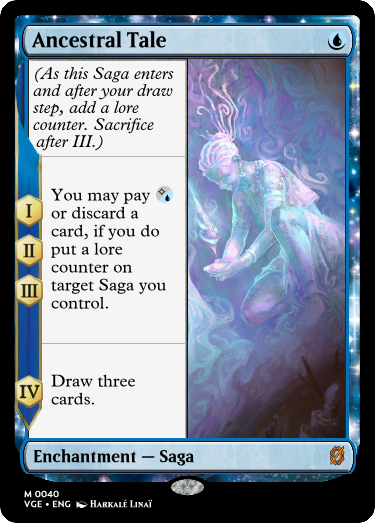 Ancestral Tale
(As this Saga enters
and after your draw
step, add a lore
counter. Sacrifice
after III.)
I
II
III
You may pay
or discard a
card, if you do
put a lore
counter on
target Saga you
control.
IV
Draw three
cards.
Enchantment — Saga
M 0040
VGE • ENG Harkalé Linaï